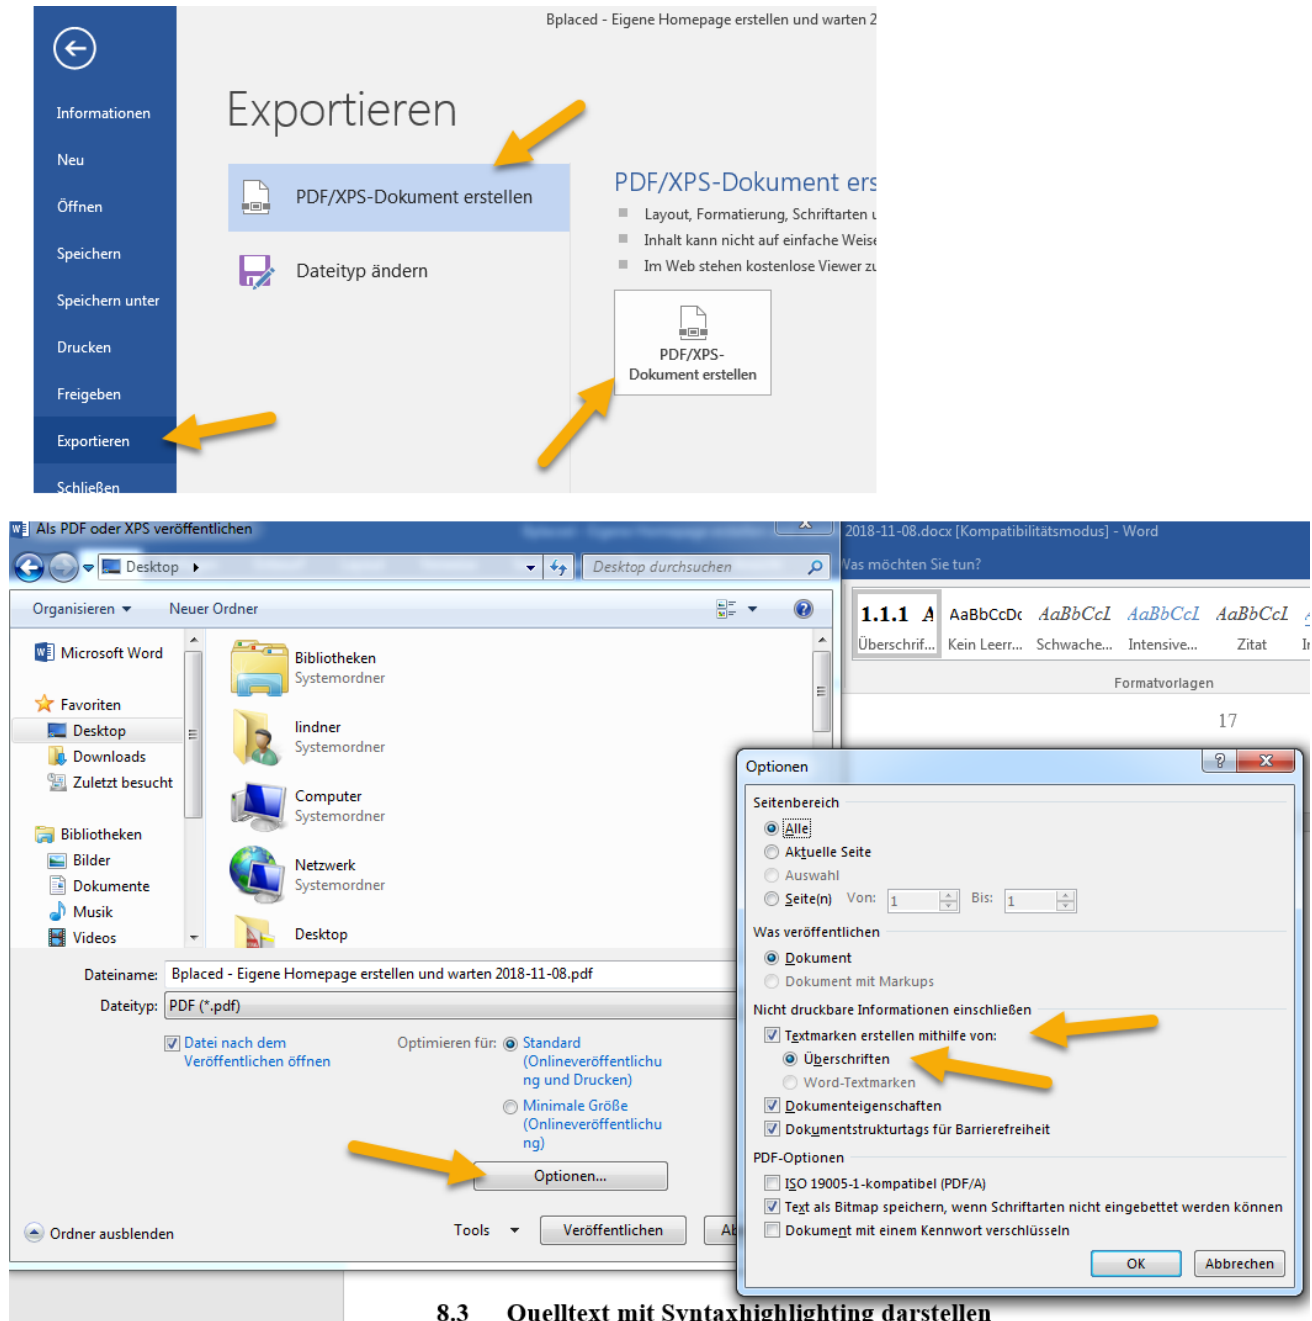 Bplaced - Eigene Homepage erstellen und warten 2
Informationen
Neu
Öffnen
Speichern
Speichern unter
Drucken
Freigeben
Exportieren
Schließen
Exportieren
PDF/XPS-Dokument erstellen
Dateityp ändern
PDF/XPS-Dokument ers
Layout, Formatierung, Schriftarten u
Inhalt kann nicht auf einfache Weise
Im Web stehen kostenlose Viewer zu
PDF/XPS-
Dokument erstellen
Als PDF oder XPS veröffentlichen
Desktop
Desktop durchsuchen
Organisieren
Neuer Ordner
Microsoft Word
Favoriten
Desktop
Downloads
Zuletzt besucht
Bibliotheken
Bilder
Dokumente
Musik
Videos
Bibliotheken
Systemordner
lindner
Systemordner
Computer
Systemordner
Netzwerk
Systemordner
Desktop
Dateiname: Bplaced - Eigene Homepage erstellen und warten 2018-11-08.pdf
Dateityp: PDF (*.pdf)
Datei nach dem
Veröffentlichen öffnen
Optimieren für:
Standard
(Onlineveröffentlichu
ng und Drucken)
Minimale Größe
(Onlineveröffentlichu
ng)
Optionen...
Ordner ausblenden
Tools
Veröffentlichen
Ab
2018-11-08.docx [Kompatibilitätsmodus] - Word
Was möchten Sie tun?
1.1.1 A AaBbCcDc AaBbCcL AaBbCcL AaBbCcL
Überschrif... Kein Leerr... Schwache... Intensive... Zitat In
Formatvorlagen
17
Optionen
Seitenbereich
Alle
Aktuelle Seite
Auswahl
Seite(n) Von: 1 Bis: 1
Was veröffentlichen
Dokument
Dokument mit Markups
Nicht druckbare Informationen einschließen
Textmarken erstellen mithilfe von:
Überschriften
Word-Textmarken
Dokumenteigenschaften
Dokumentstrukturtags für Barrierefreiheit
PDF-Optionen
ISO 19005-1-kompatibel (PDF/A)
Text als Bitmap speichern, wenn Schriftarten nicht eingebettet werden können
Dokument mit einem Kennwort verschlüsseln
OK
Abbrechen
8.3 Quelltext mit Syntaxhighlighting darstellen